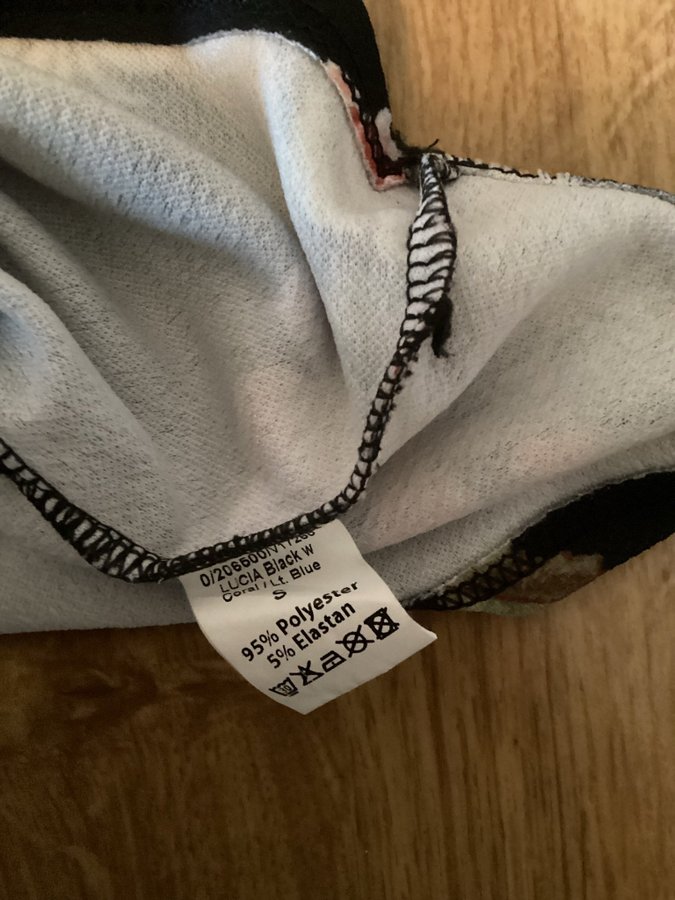 LUCIA Black W
Coral / Lt. Blue
S
95% Polyester
5% Elastan